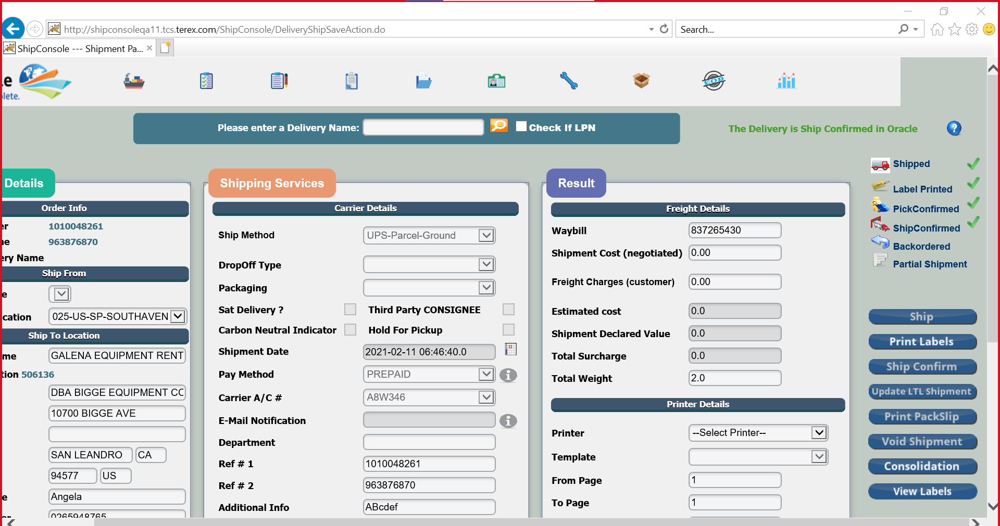 http://shipconsoleqa11.tcs.terex.com/ShipConsole/DeliveryShipSaveAction.do
Search...
ShipConsole --- Shipment Pa...
e
lete.
EOD
Please enter a Delivery Name:
Check If LPN
The Delivery is Ship Confirmed in Oracle
?
Details
Order Info
er
1010048261
ne
963876870
ery Name
Ship From
e
cation
025-US-SP-SOUTHAVEN
Ship To Location
me
GALENA EQUIPMENT RENT
tion 506136
DBA BIGGE EQUIPMENT CC
10700 BIGGE AVE
SAN LEANDRO
CA
94577
US
e
Angela
0265948765
Shipping Services
Carrier Details
Ship Method
UPS-Parcel-Ground
DropOff Type
Packaging
Sat Delivery ?
Third Party CONSIGNEE
Carbon Neutral Indicator
Hold For Pickup
Shipment Date
2021-02-11 06:46:40.0
Pay Method
PREPAID
i
Carrier A/C #
A8W346
E-Mail Notification
i
Department
Ref # 1
1010048261
Ref # 2
963876870
Additional Info
ABcdef
Result
Freight Details
Waybill
837265430
Shipment Cost (negotiated)
0.00
Freight Charges (customer)
0.00
Estimated cost
0.0
Shipment Declared Value
0.0
Total Surcharge
0.0
Total Weight
2.0
Printer Details
Printer
--Select Printer--
Template
From Page
1
To Page
1
Shipped
Label Printed
PickConfirmed
ShipConfirmed
Backordered
Partial Shipment
Ship
Print Labels
Ship Confirm
Update LTL Shipment
Print PackSlip
Void Shipment
Consolidation
View Labels